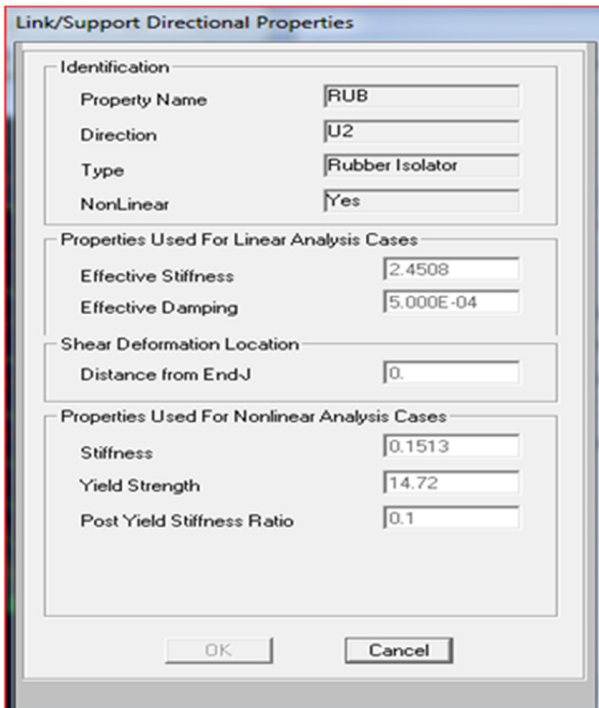 Link/Support Directional Properties
Identification
Property Name RUB
Direction U2
Type Rubber Isolator
NonLinear Yes
Properties Used For Linear Analysis Cases
Effective Stiffness 2.4508
Effective Damping 5.000E-04
Shear Deformation Location
Distance from End-J 0.
Properties Used For Nonlinear Analysis Cases
Stiffness 0.1513
Yield Strength 14.72
Post Yield Stiffness Ratio 0.1
OK Cancel